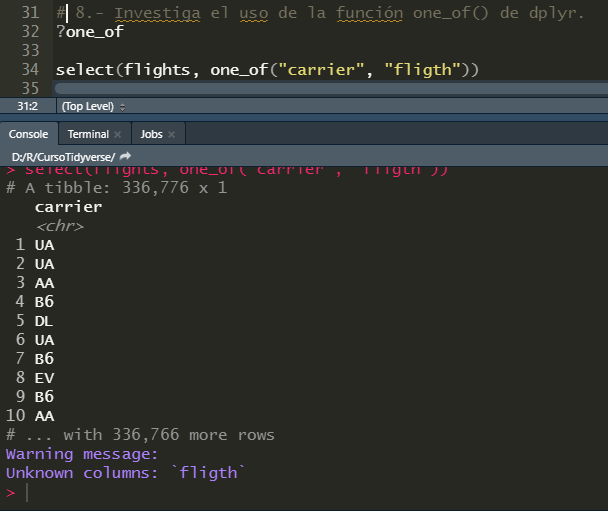 31 # 8.- Investiga el uso de la función one_of() de dplyr.
32 ?one_of
33
34 select(flights, one_of("carrier", "fligth"))
35
31:2 (Top Level)
Console Terminal × Jobs ×
D:/R/CursoTidyverse/
> select(flights, one_of("carrier", "fligth"))
# A tibble: 336,776 x 1
carrier
<chr>
1 UA
2 UA
3 AA
4 B6
5 DL
6 UA
7 B6
8 EV
9 B6
10 AA
# ... with 336,766 more rows
Warning message:
Unknown columns: `fligth`
>